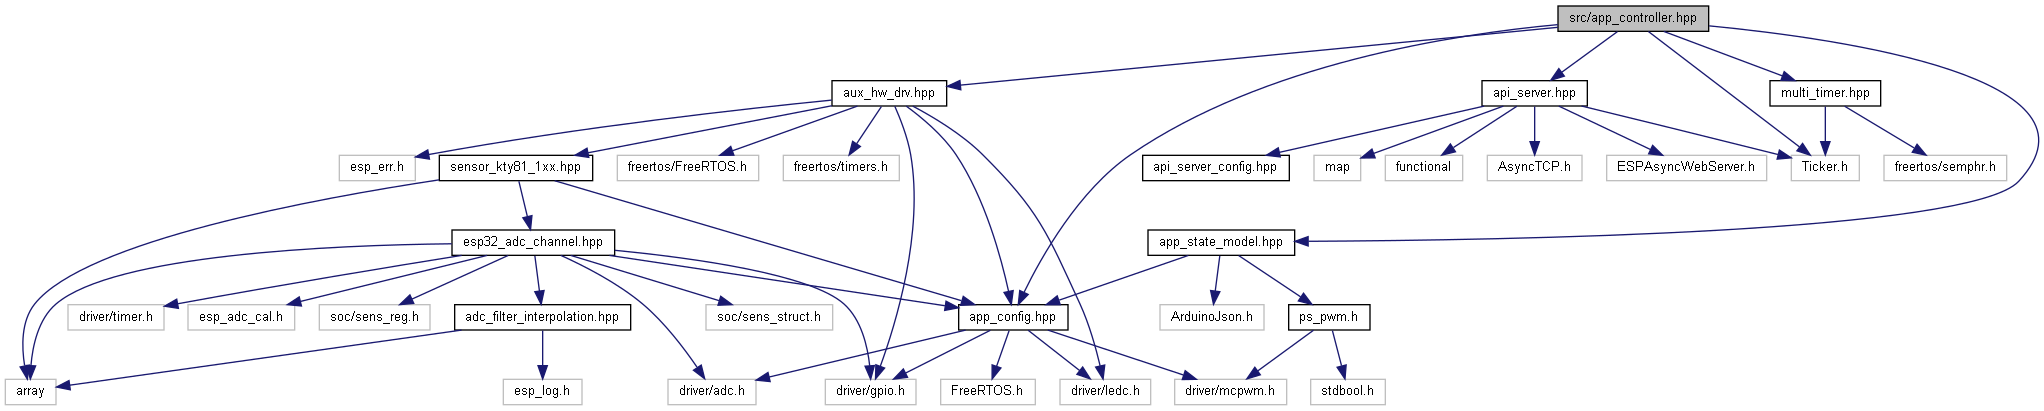 src/app_controller.hpp
aux_hw_drv.hpp
api_server.hpp
multi_timer.hpp
esp_err.h
sensor_kty81_1xx.hpp
freertos/FreeRTOS.h
freertos/timers.h
api_server_config.hpp
map
functional
AsyncTCP.h
ESPAsyncWebServer.h
Ticker.h
freertos/semphr.h
esp32_adc_channel.hpp
app_state_model.hpp
driver/timer.h
esp_adc_cal.h
soc/sens_reg.h
adc_filter_interpolation.hpp
soc/sens_struct.h
app_config.hpp
ArduinoJson.h
ps_pwm.h
array
esp_log.h
driver/adc.h
driver/gpio.h
FreeRTOS.h
driver/ledc.h
driver/mcpwm.h
stdbool.h